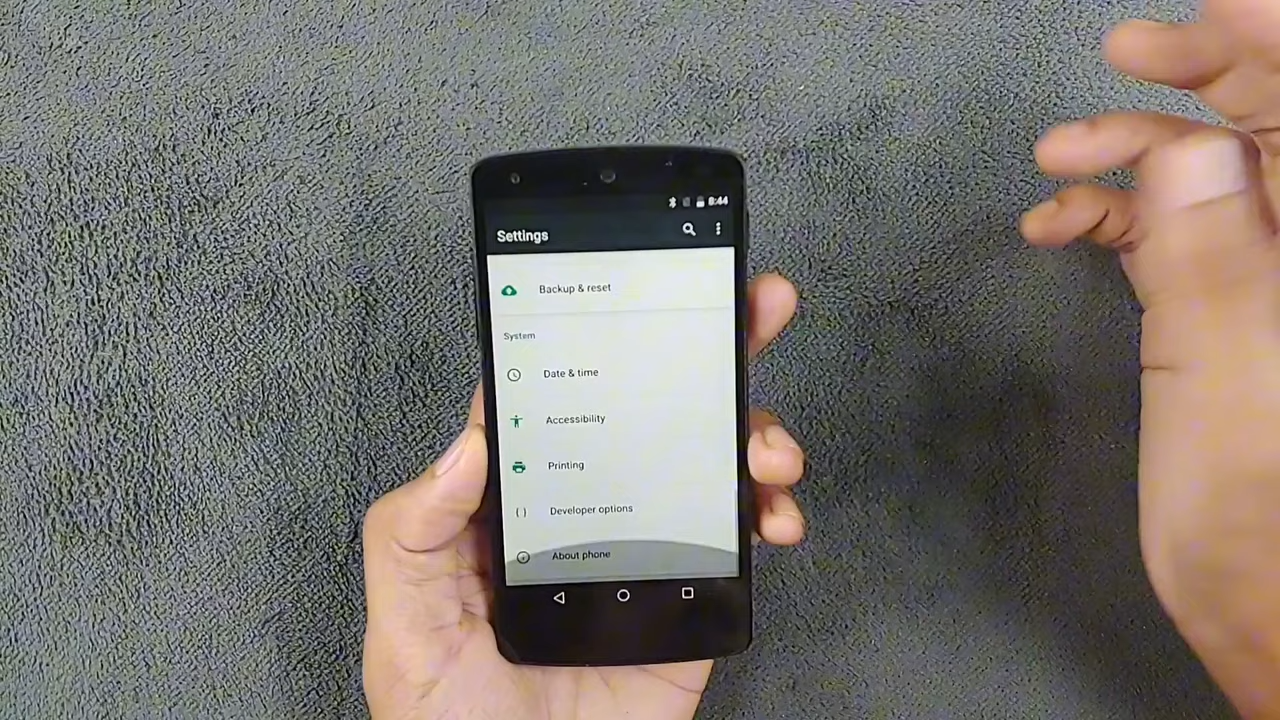 8:44
Settings
Backup & reset
System
Date & time
Accessibility
Printing
Developer options
About phone